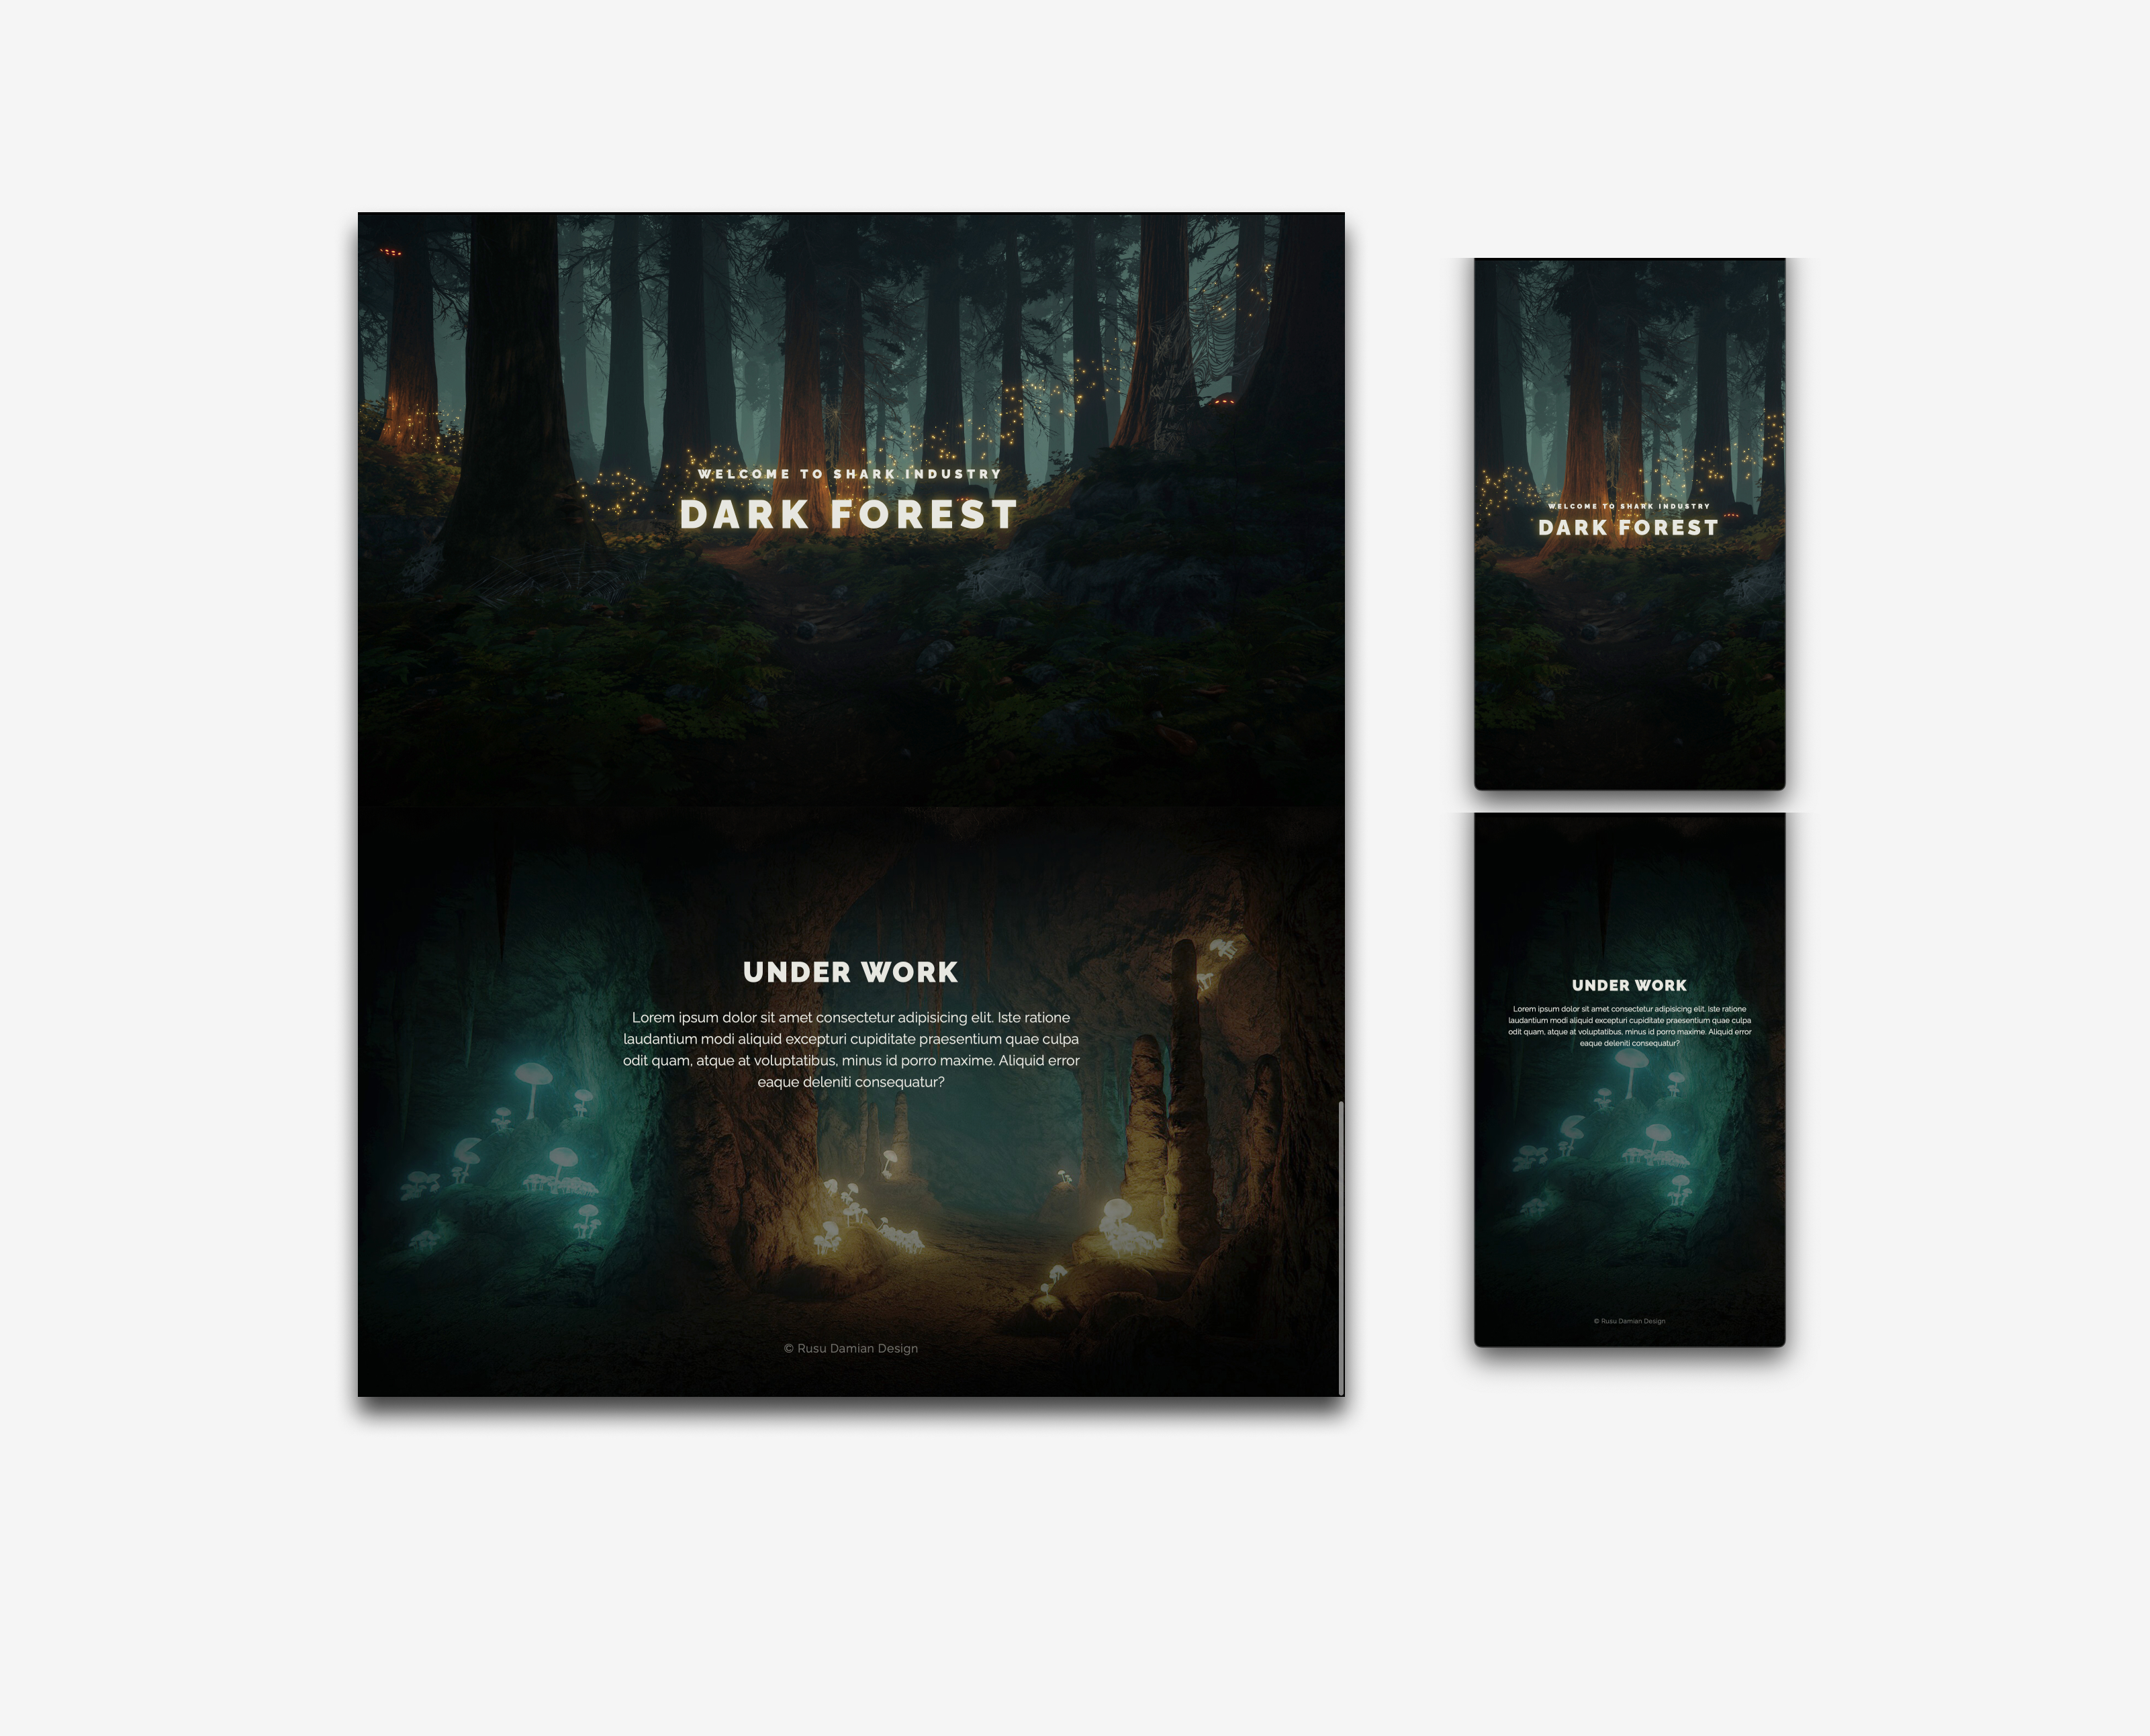 WELCOME TO SHARK INDUSTRY
DARK FOREST
UNDER WORK
Lorem ipsum dolor sit amet consectetur adipisicing elit. Iste ratione
laudantium modi aliquid excepturi cupiditate praesentium quae culpa
odit quam, atque at voluptatibus, minus id porro maxime. Aliquid error
eaque deleniti consequatur?
© Rusu Damian Design
WELCOME TO SHARK INDUSTRY
DARK FOREST
UNDER WORK
Lorem ipsum dolor sit amet consectetur adipisicing elit. Iste ratione
laudantium modi aliquid excepturi cupiditate praesentium quae culpa
odit quam, atque at voluptatibus, minus id porro maxime. Aliquid error
eaque deleniti consequatur?
© Rusu Damian Design